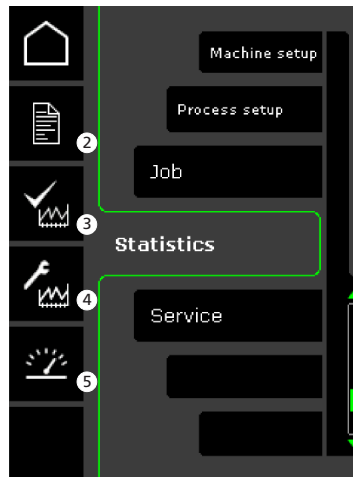 Machine setup
Process setup
2
Job
3
Statistics
4
Service
5